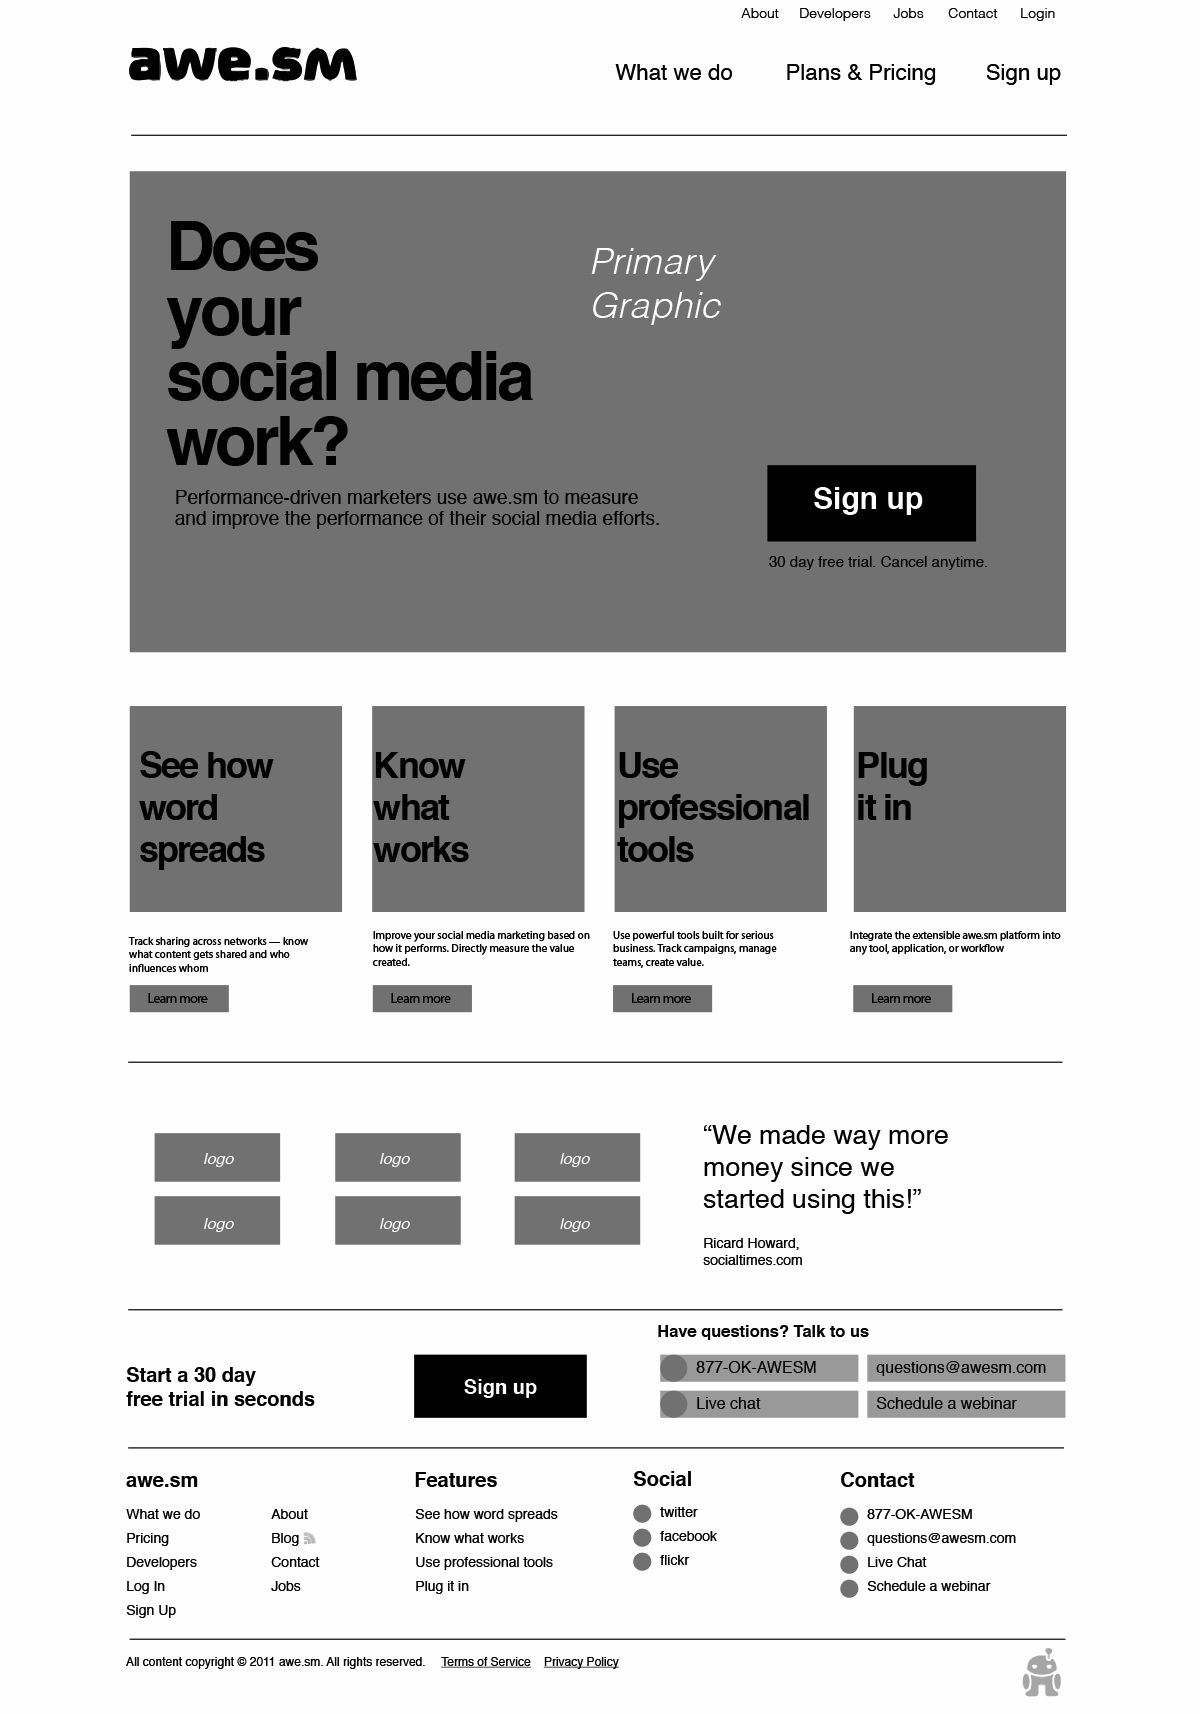 About Developers Jobs Contact Login
awe.sm
What we do Plans & Pricing Sign up
Does
your
social media
work?
Primary
Graphic
Performance-driven marketers use awe.sm to measure
and improve the performance of their social media efforts.
Sign up
30 day free trial. Cancel anytime.
See how
word
spreads
Know
what
works
Use
professional
tools
Plug
it in
Track sharing across networks — know
what content gets shared and who
influences whom
Improve your social media marketing based on
how it performs. Directly measure the value
created.
Use powerful tools built for serious
business. Track campaigns, manage
teams, create value.
Integrate the extensible awe.sm platform into
any tool, application, or workflow
Learn more
Learn more
Learn more
Learn more
logo logo logo
logo logo logo
“We made way more
money since we
started using this!”
Ricard Howard,
socialtimes.com
Start a 30 day
free trial in seconds
Sign up
Have questions? Talk to us
877-OK-AWESM questions@awesm.com
Live chat Schedule a webinar
awe.sm
What we do
Pricing
Developers
Log In
Sign Up
About
Blog
Contact
Jobs
Features
See how word spreads
Know what works
Use professional tools
Plug it in
Social
twitter
facebook
flickr
Contact
877-OK-AWESM
questions@awesm.com
Live Chat
Schedule a webinar
All content copyright © 2011 awe.sm. All rights reserved. Terms of Service Privacy Policy